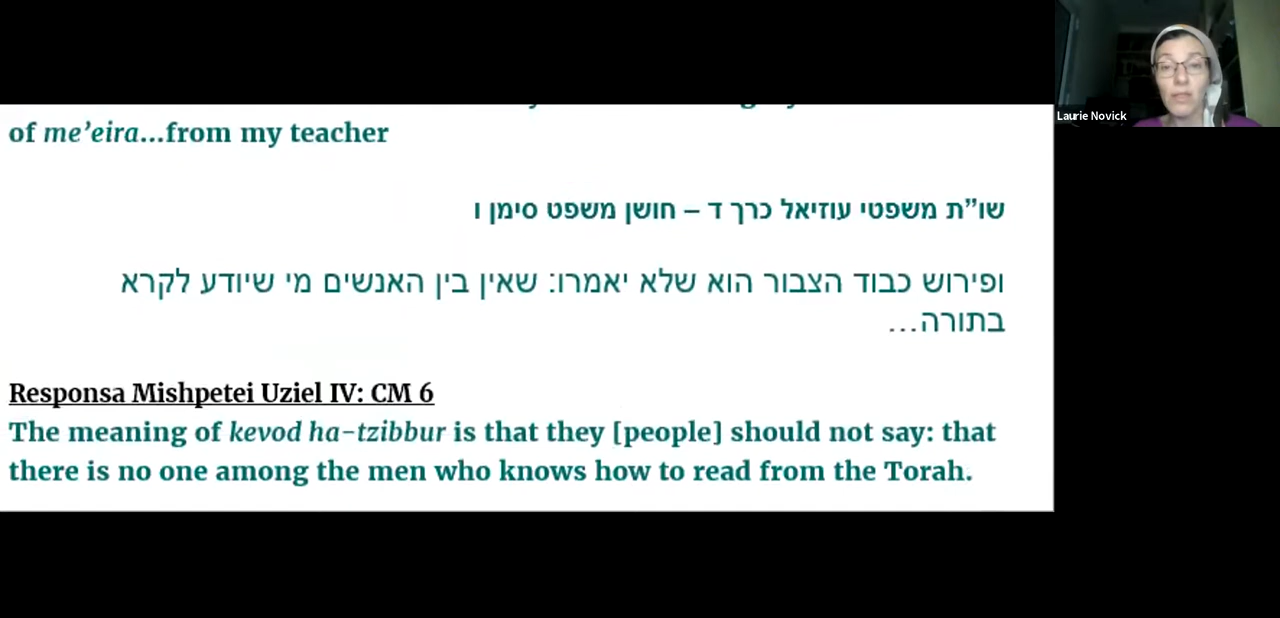 of me’eira...from my teacher
שו”ת משפטי עוזיאל כרך ד – חושן משפט סימן ו
ופירוש כבוד הצבור הוא שלא יאמרו: שאין בין האנשים מי שיודע לקרא
בתורה...
Responsa Mishpetei Uziel IV: CM 6
The meaning of kevod ha-tzibbur is that they [people] should not say: that
there is no one among the men who knows how to read from the Torah.
Laurie Novick